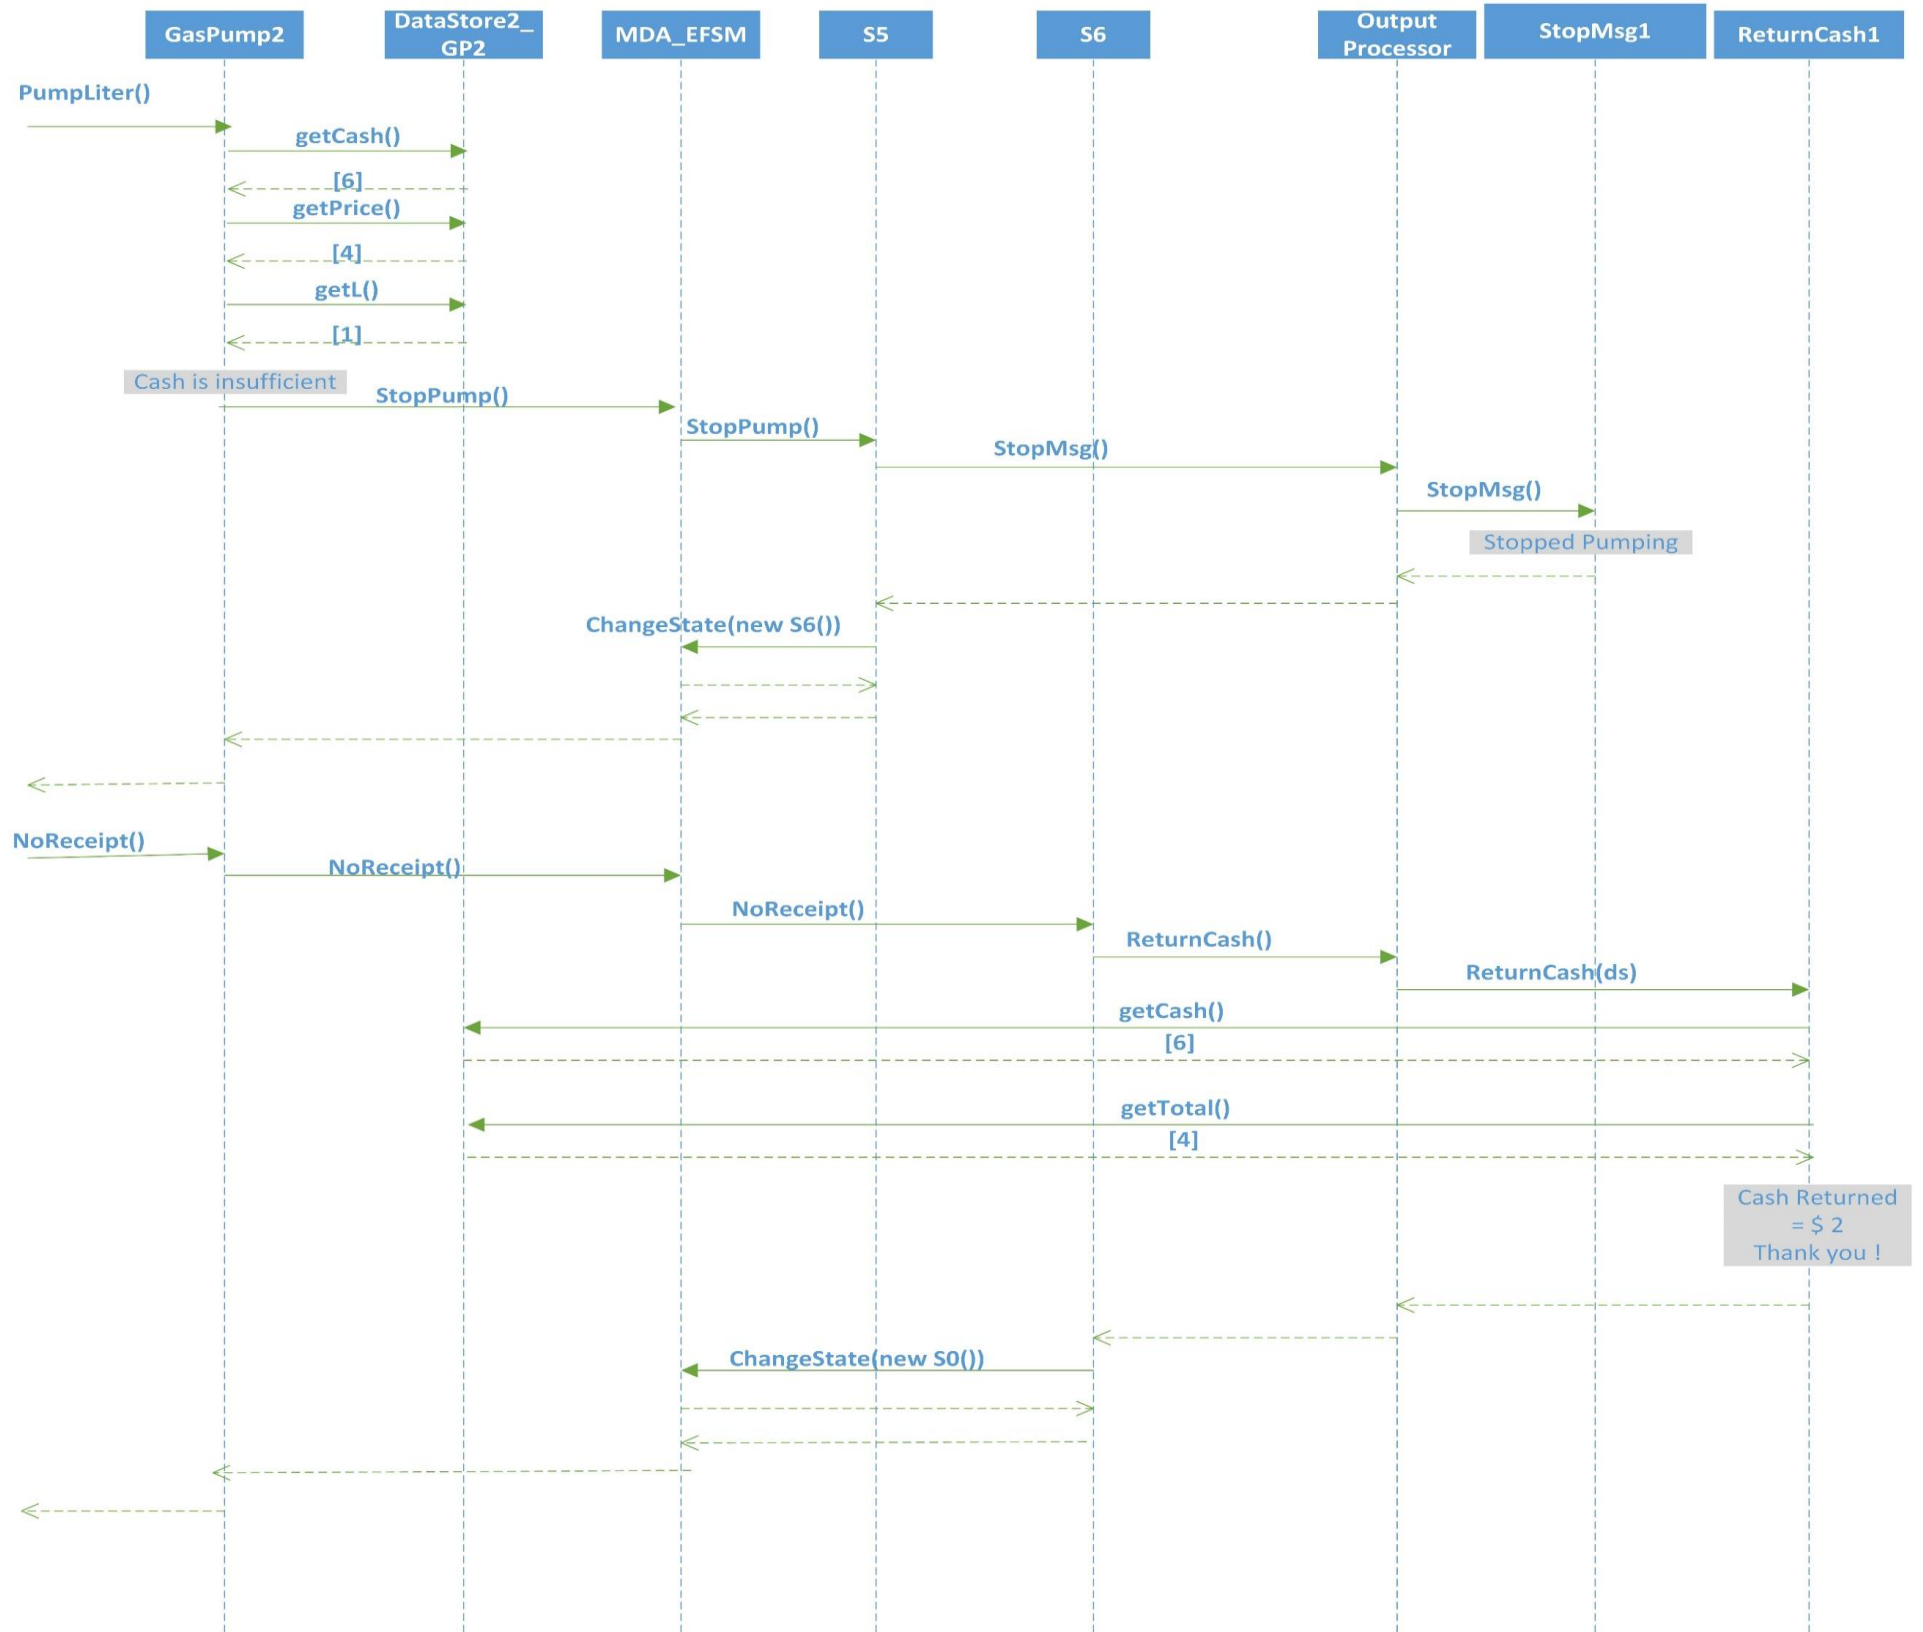 GasPump2
DataStore2_
GP2
MDA_EFSM
S5
S6
Output
Processor
StopMsg1
ReturnCash1
PumpLiter()
getCash()
[6]
getPrice()
[4]
getL()
[1]
Cash is insufficient
StopPump()
StopPump()
StopMsg()
StopMsg()
Stopped Pumping
ChangeState(new S6())
NoReceipt()
NoReceipt()
NoReceipt()
ReturnCash()
ReturnCash(ds)
getCash()
[6]
getTotal()
[4]
Cash Returned
= $ 2
Thank you !
ChangeState(new S0())